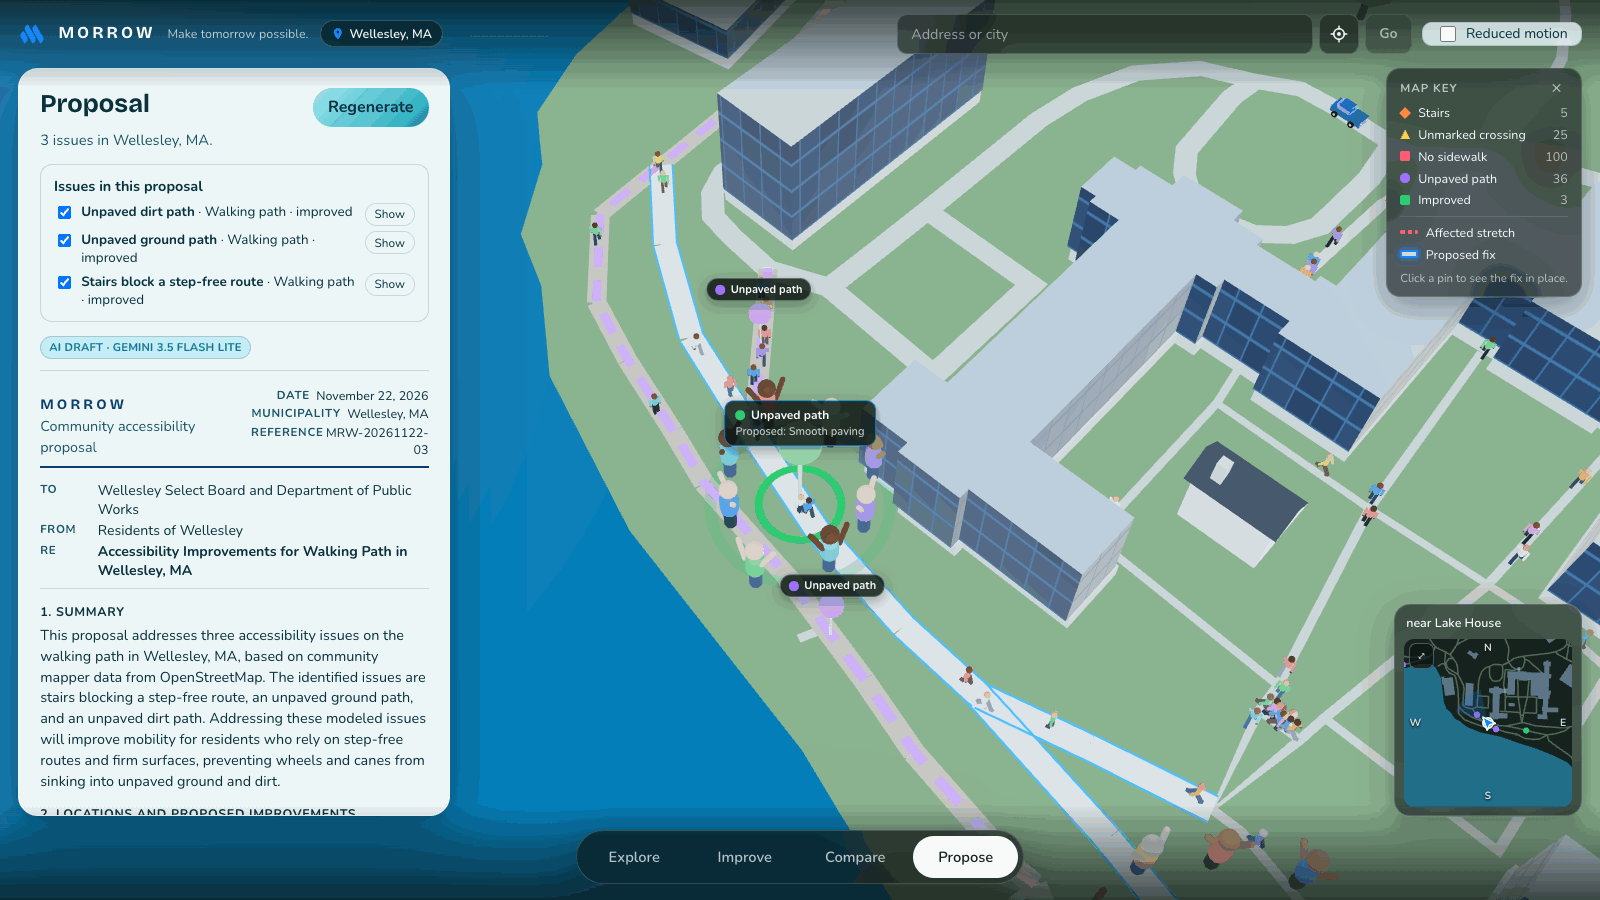 MORROW
Make tomorrow possible.
Wellesley, MA
Address or city
Go
Reduced motion
Proposal
Regenerate
3 issues in Wellesley, MA.
Issues in this proposal
Unpaved dirt path · Walking path · improved
Show
Unpaved ground path · Walking path ·
improved
Show
Stairs block a step-free route · Walking path
· improved
Show
AI DRAFT · GEMINI 3.5 FLASH LITE
MORROW
Community accessibility
proposal
DATE November 22, 2026
MUNICIPALITY Wellesley, MA
REFERENCE MRW-20261122-
03
TO Wellesley Select Board and Department of Public
Works
FROM Residents of Wellesley
RE Accessibility Improvements for Walking Path in
Wellesley, MA
1. SUMMARY
This proposal addresses three accessibility issues on the
walking path in Wellesley, MA, based on community
mapper data from OpenStreetMap. The identified issues are
stairs blocking a step-free route, an unpaved ground path,
and an unpaved dirt path. Addressing these modeled issues
will improve mobility for residents who rely on step-free
routes and firm surfaces, preventing wheels and canes from
sinking into unpaved ground and dirt.
2. LOCATIONS AND PROPOSED IMPROVEMENTS
Unpaved path
Unpaved path
Proposed: Smooth paving
Unpaved path
MAP KEY
Stairs 5
Unmarked crossing 25
No sidewalk 100
Unpaved path 36
Improved 3
Affected stretch
Proposed fix
Click a pin to see the fix in place.
near Lake House
N
W
E
S
Explore
Improve
Compare
Propose